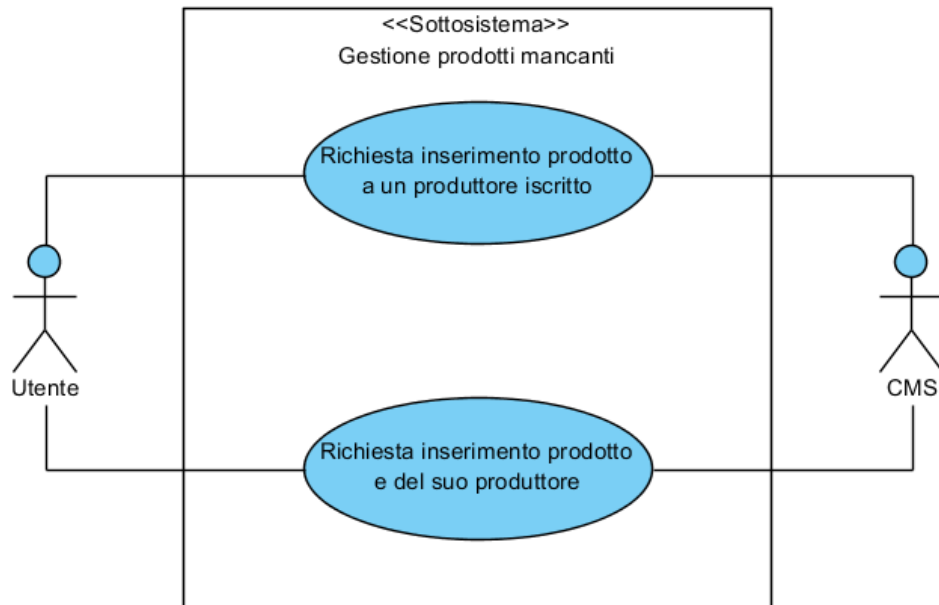 <<Sottosistema>>
Gestione prodotti mancanti
Richiesta inserimento prodotto
a un produttore iscritto
Utente
CMS
Richiesta inserimento prodotto
e del suo produttore